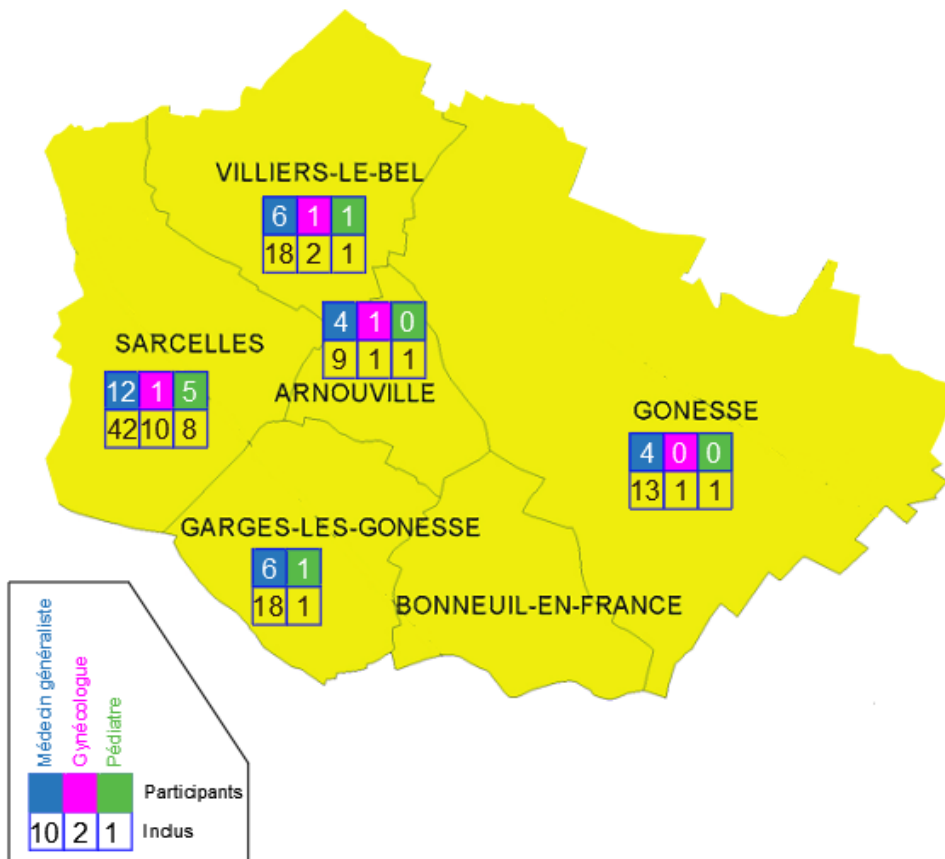 VILLIERS-LE-BEL
6 1 1
18 2 1
4 1 0
9 1 1
ARNOUVILLE
SARCELLES
12 1 5
42 10 8
GONESSE
4 0 0
13 1 1
GARGES-LES-GONESSE
6 1
18 1
BONNEUIL-EN-FRANCE
Médecin généraliste
Gynécologue
Pédiatre
Participants
10 2 1 Inclus